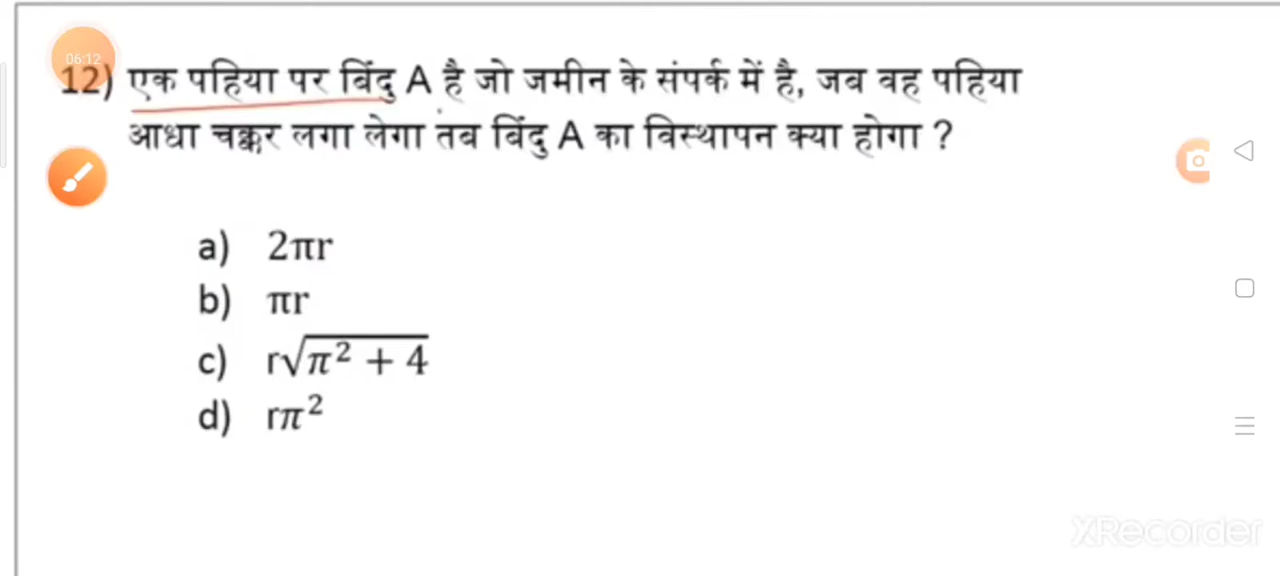 06:12
12) एक पहिया पर बिंदु A है जो जमीन के संपर्क में है, जब वह पहिया
आधा चक्कर लगा लेगा तब बिंदु A का विस्थापन क्या होगा ?
a) 2πr
b) πr
c) r√π² + 4
d) rπ²
XRecorder